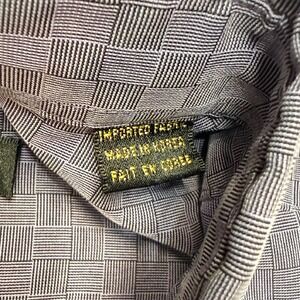 IMPORTED FABRIC
MADE IN KOREA
FAIT EN COREE